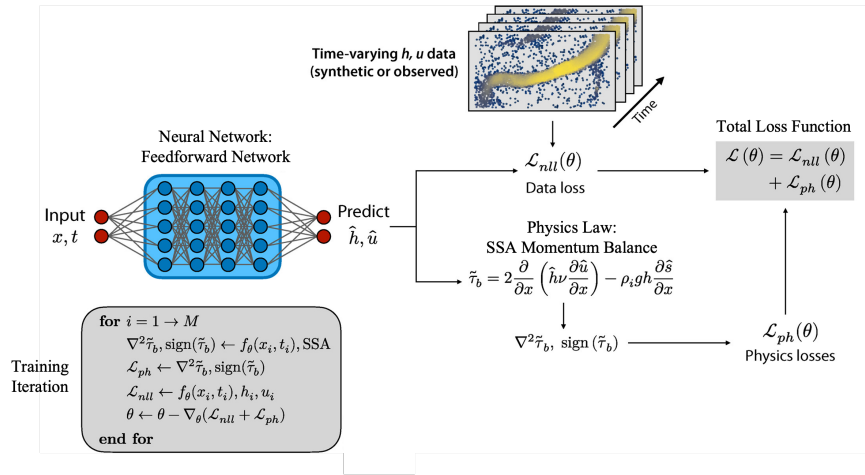 Time-varying h, u data
(synthetic or observed)
Time
Neural Network:
Feedforward Network
Input
x, t
Predict
ĥ, û
ℒ_nll(θ)
Data loss
Total Loss Function
ℒ(θ) = ℒ_nll(θ)
+ ℒ_ph(θ)
Physics Law:
SSA Momentum Balance
τ̃_b = 2 ∂/∂x (ĥν ∂û/∂x) − ρ_i gh ∂ŝ/∂x
∇²τ̃_b, sign(τ̃_b)
ℒ_ph(θ)
Physics losses
Training
Iteration
for i = 1 → M
∇²τ̃_b, sign(τ̃_b) ← f_θ(x_i, t_i), SSA
ℒ_ph ← ∇²τ̃_b, sign(τ̃_b)
ℒ_nll ← f_θ(x_i, t_i), h_i, u_i
θ ← θ − ∇_θ(ℒ_nll + ℒ_ph)
end for